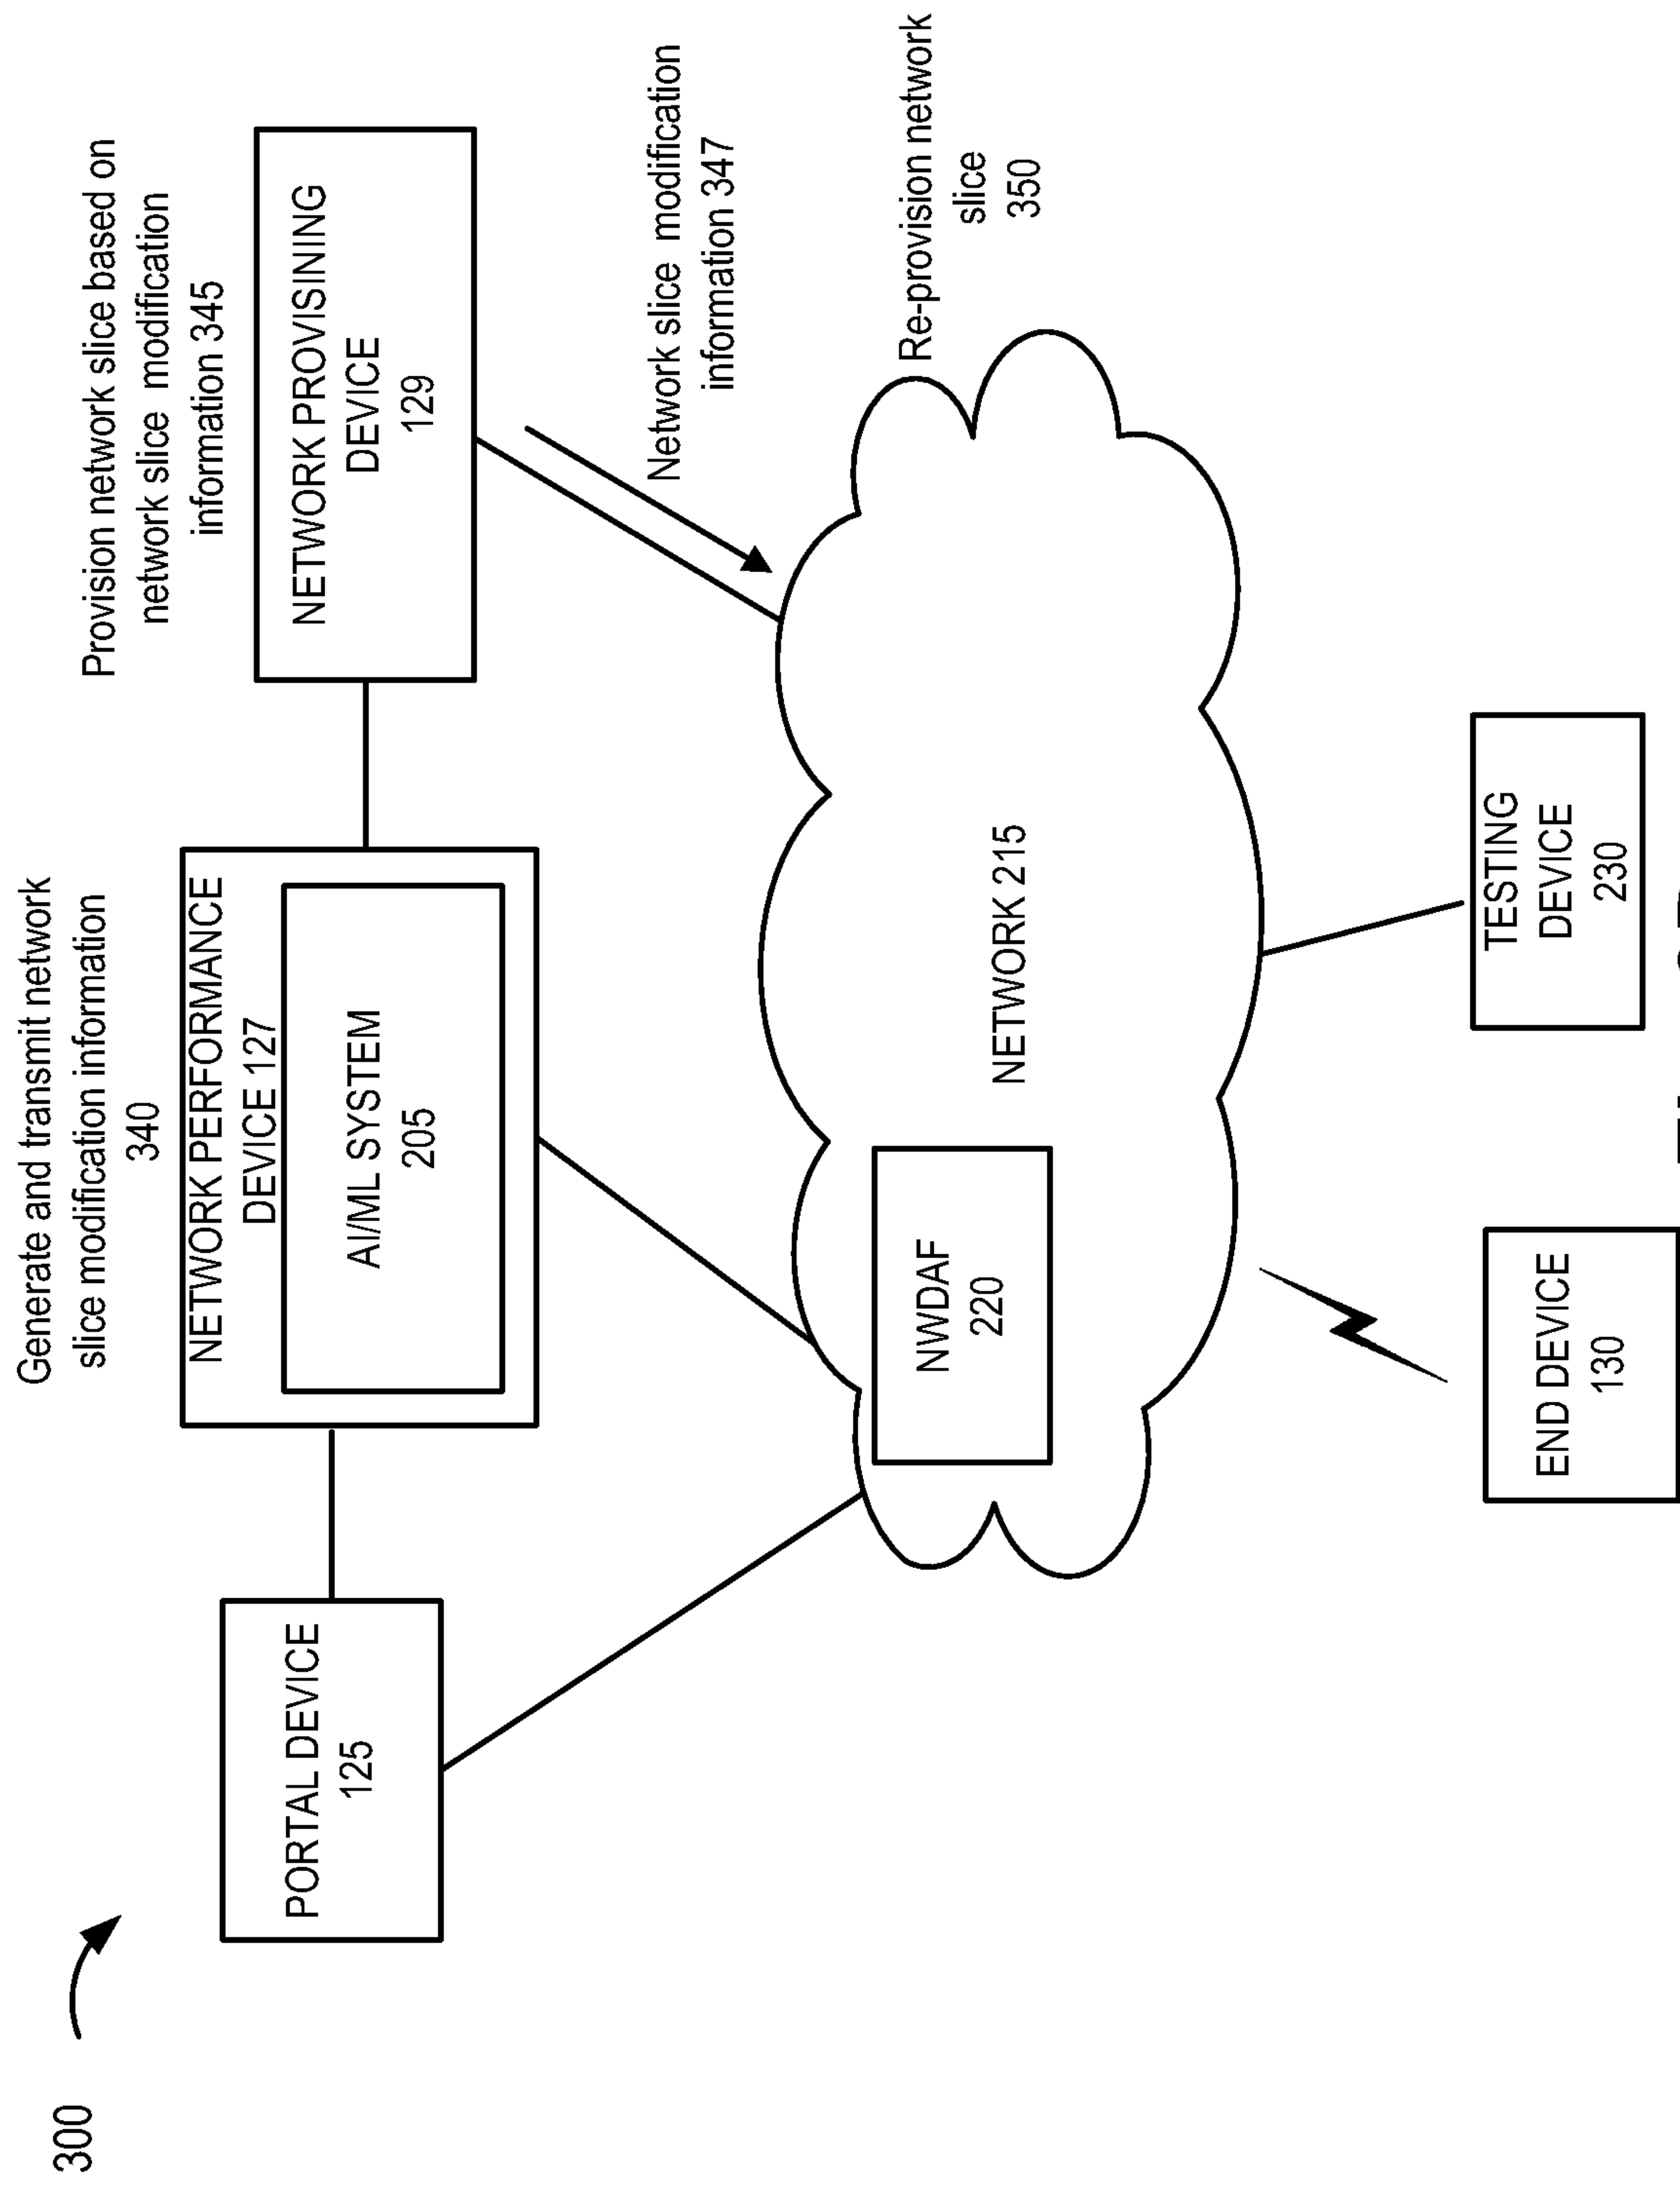 300
Generate and transmit network
slice modification information
340
Provision network slice based on
network slice modification
information 345
PORTAL DEVICE
125
NETWORK PERFORMANCE
DEVICE 127
AI/ML SYSTEM
205
NETWORK PROVISINING
DEVICE
129
Network slice modification
information 347
Re-provision network
slice
350
NWDAF
220
NETWORK 215
END DEVICE
130
TESTING
DEVICE
230